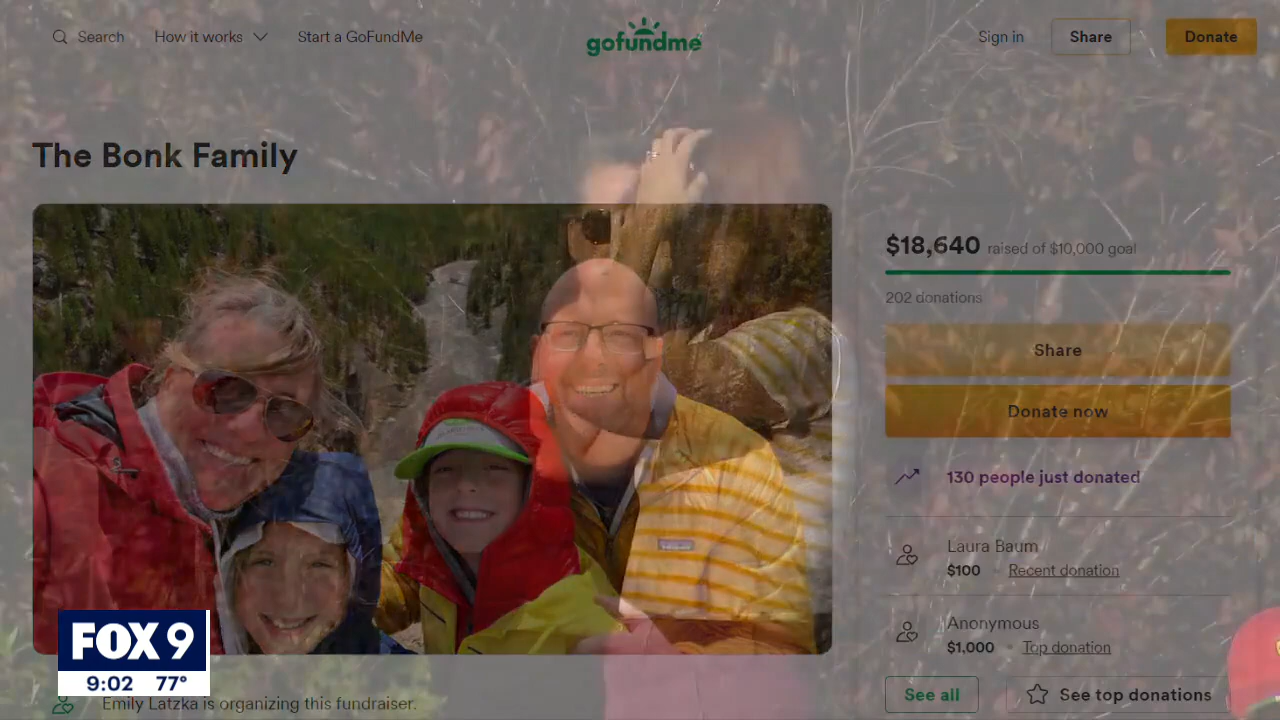 Search
How it works
Start a GoFundMe
gofundme
Sign in
Share
Donate
The Bonk Family
$18,640 raised of $10,000 goal
202 donations
Share
Donate now
130 people just donated
Laura Baum
$100 • Recent donation
Anonymous
$1,000 • Top donation
See all
See top donations
FOX 9
9:02 77°
Emily Latzka is organizing this fundraiser.